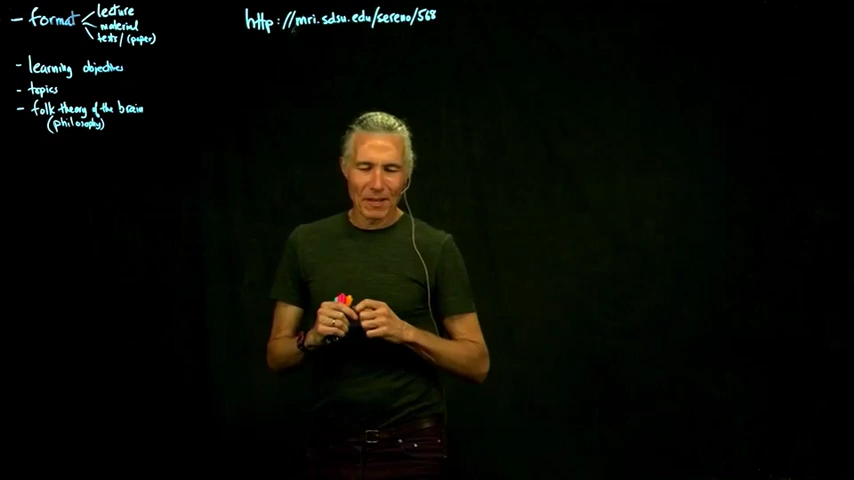 - format
lecture
material
tests/(paper)
http://mri.sdsu.edu/sereno/568
- learning objectives
- topics
- folk theory of the brain
(philosophy)